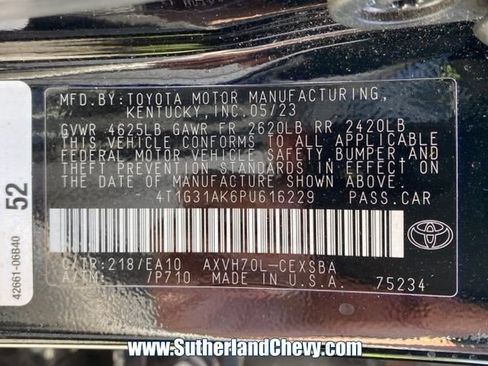 MFD.BY: TOYOTA MOTOR MANUFACTURING,
KENTUCKY, INC. 05/23
GVWR 4625LB GAWR FR 2620LB RR 2420LB
THIS VEHICLE CONFORMS TO ALL APPLICABLE
FEDERAL MOTOR VEHICLE SAFETY, BUMPER, AND
THEFT PREVENTION STANDARDS IN EFFECT ON
THE DATE OF MANUFACTURE SHOWN ABOVE.
4T1G31AK6PU616229 PASS.CAR
C/TR:218/EA10 AXVH70L-CEXSBA
A/TM: /P710 MADE IN U.S.A. 75234
TOYOTA
52
42661-06B40
www.SutherlandChevy.com